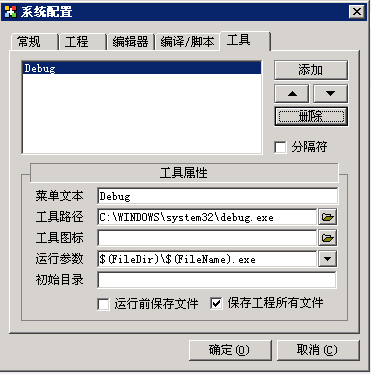 系统配置
常规 工程 编辑器 编译/脚本 工具
Debug
添加
删除
分隔符
工具属性
菜单文本 Debug
工具路径 C:\WINDOWS\system32\debug.exe
工具图标
运行参数 $(FileDir)\$(FileName).exe
初始目录
运行前保存文件 保存工程所有文件
确定(O) 取消(C)